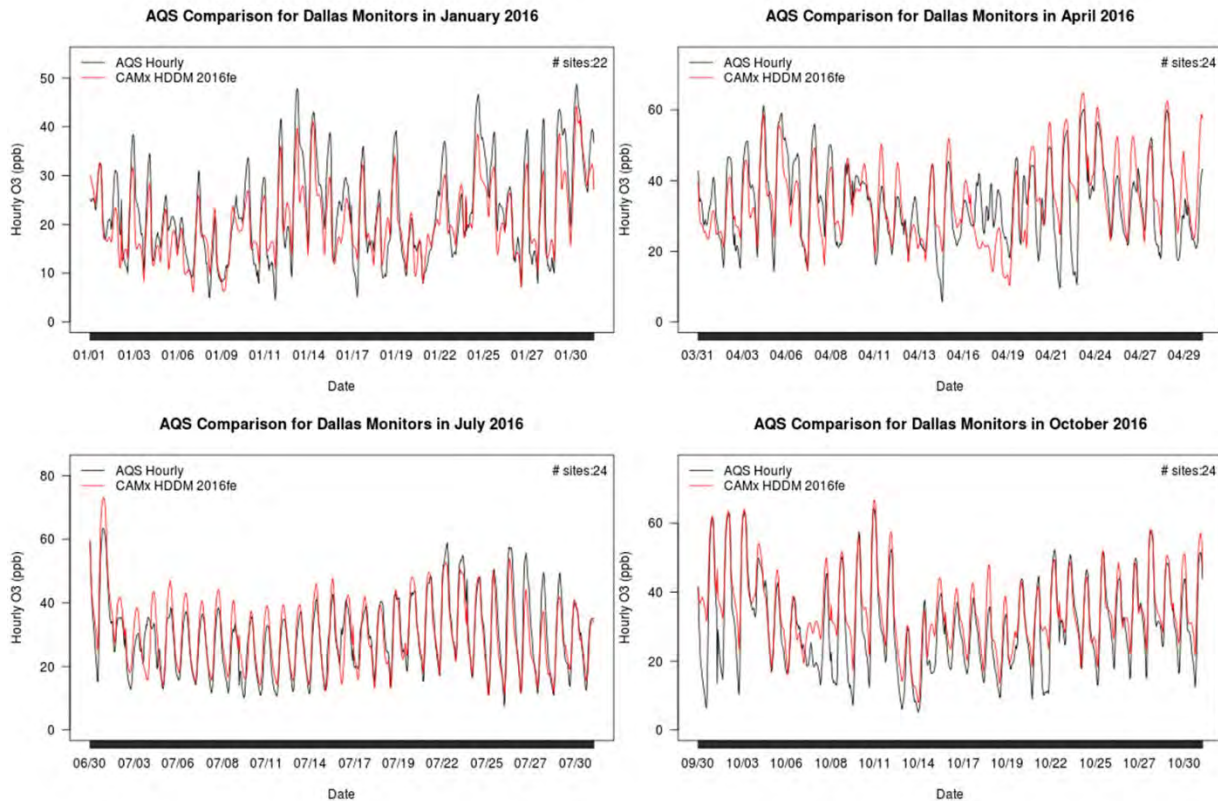 AQS Comparison for Dallas Monitors in January 2016
AQS Hourly
CAMx HDDM 2016fe
# sites:22
Hourly O3 (ppb)
50
40
30
20
10
0
01/01 01/03 01/06 01/09 01/11 01/14 01/17 01/19 01/22 01/25 01/27 01/30
Date
AQS Comparison for Dallas Monitors in April 2016
AQS Hourly
CAMx HDDM 2016fe
# sites:24
Hourly O3 (ppb)
60
40
20
0
03/31 04/03 04/06 04/08 04/11 04/13 04/16 04/19 04/21 04/24 04/27 04/29
Date
AQS Comparison for Dallas Monitors in July 2016
AQS Hourly
CAMx HDDM 2016fe
# sites:24
Hourly O3 (ppb)
80
60
40
20
0
06/30 07/03 07/06 07/08 07/11 07/14 07/17 07/19 07/22 07/25 07/27 07/30
Date
AQS Comparison for Dallas Monitors in October 2016
AQS Hourly
CAMx HDDM 2016fe
# sites:24
Hourly O3 (ppb)
60
40
20
0
09/30 10/03 10/06 10/08 10/11 10/14 10/17 10/19 10/22 10/25 10/27 10/30
Date